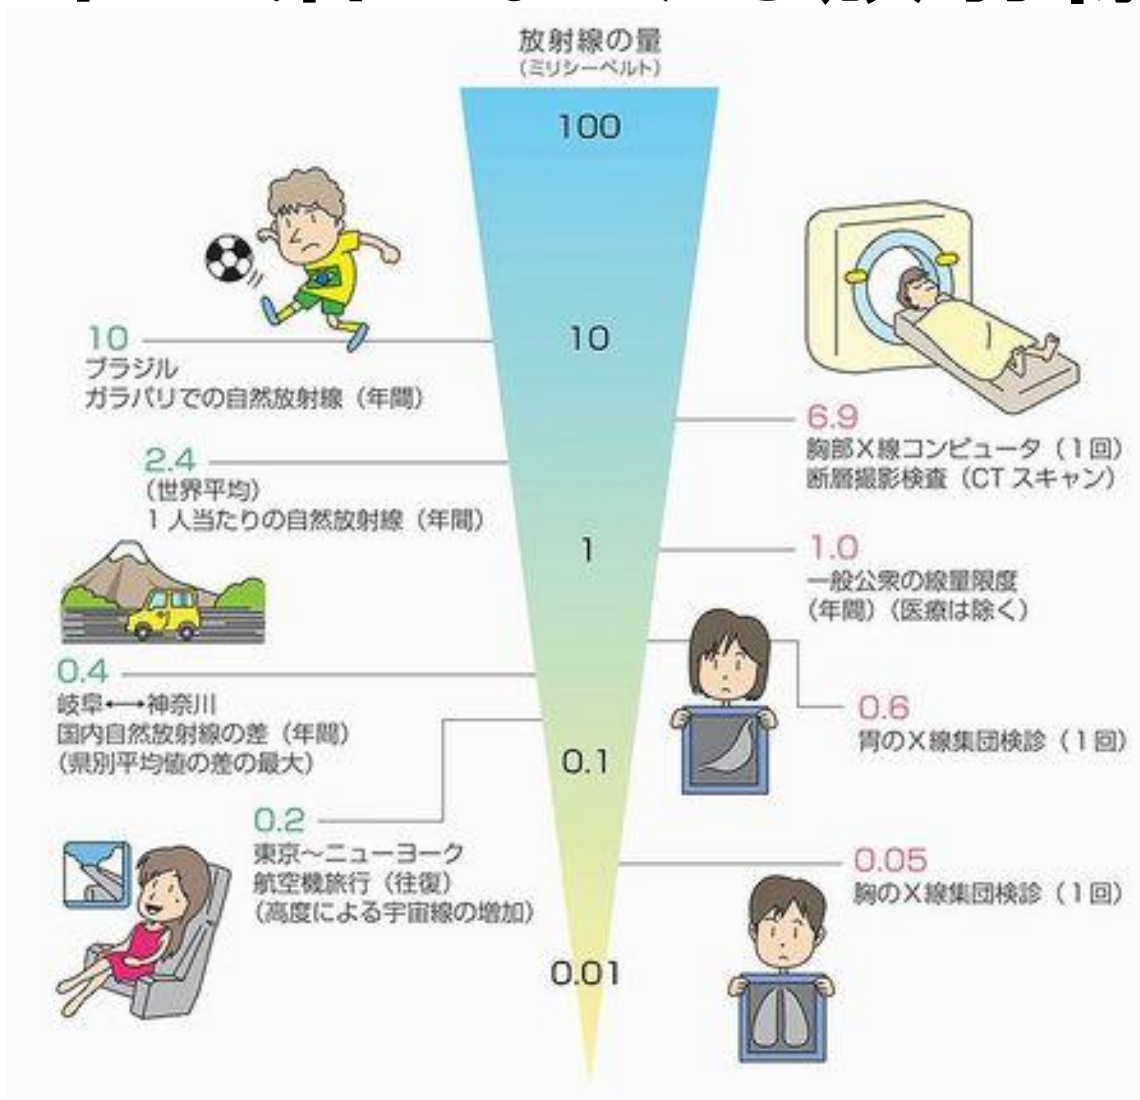 放射線の量
(ミリシーベルト)
100
10
1
0.1
0.01
10
ブラジル
ガラパリでの自然放射線（年間）
2.4
（世界平均）
1人当たりの自然放射線（年間）
0.4
岐阜⟷神奈川
国内自然放射線の差（年間）
（県別平均値の差の最大）
0.2
東京～ニューヨーク
航空機旅行（往復）
（高度による宇宙線の増加）
6.9
胸部X線コンピュータ（1回）
断層撮影検査（CTスキャン）
1.0
一般公衆の線量限度
（年間）（医療は除く）
0.6
胃のX線集団検診（1回）
0.05
胸のX線集団検診（1回）